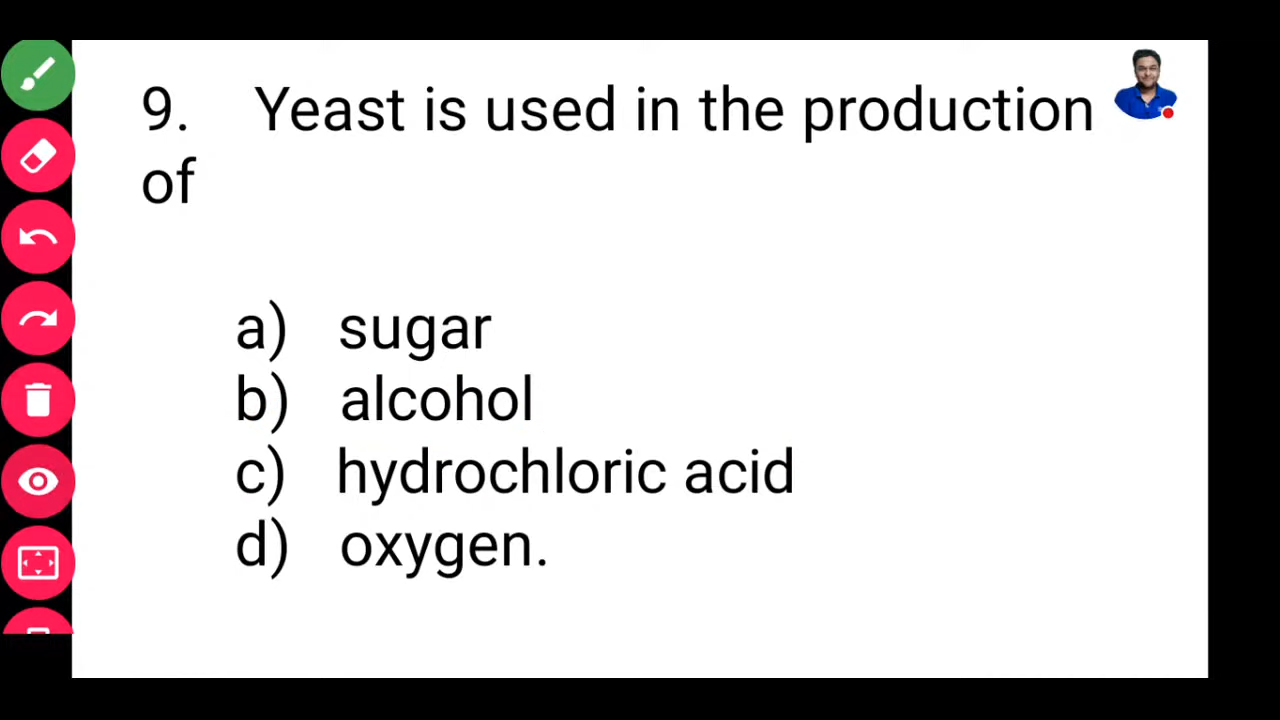 9. Yeast is used in the production
of
a) sugar
b) alcohol
c) hydrochloric acid
d) oxygen.